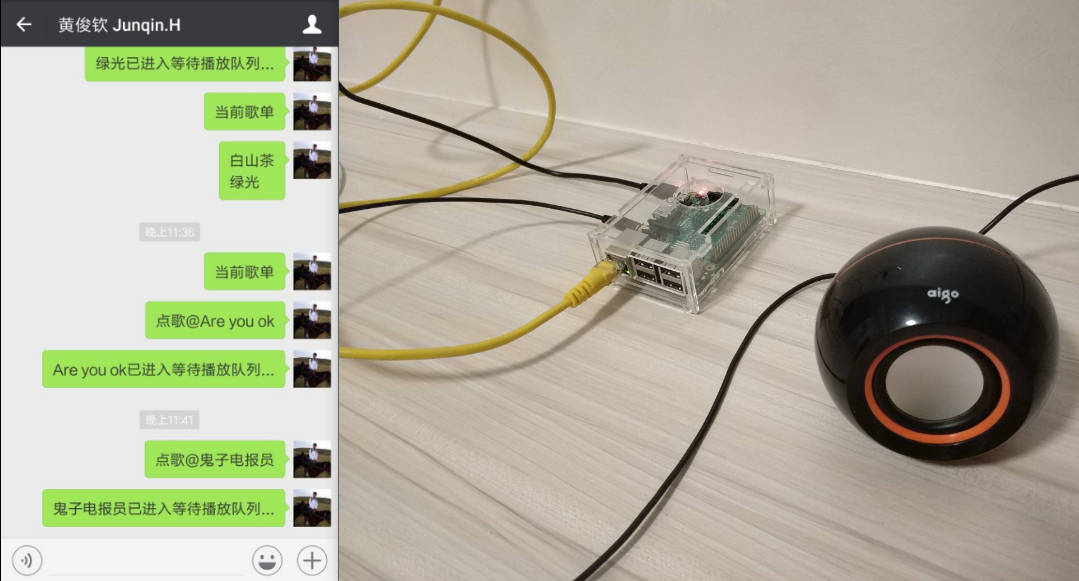 黄俊钦 Junqin.H
绿光已进入等待播放队列...
当前歌单
白山茶
绿光
晚上11:36
当前歌单
点歌@Are you ok
Are you ok已进入等待播放队列...
晚上11:41
点歌@鬼子电报员
鬼子电报员已进入等待播放队列...
aigo